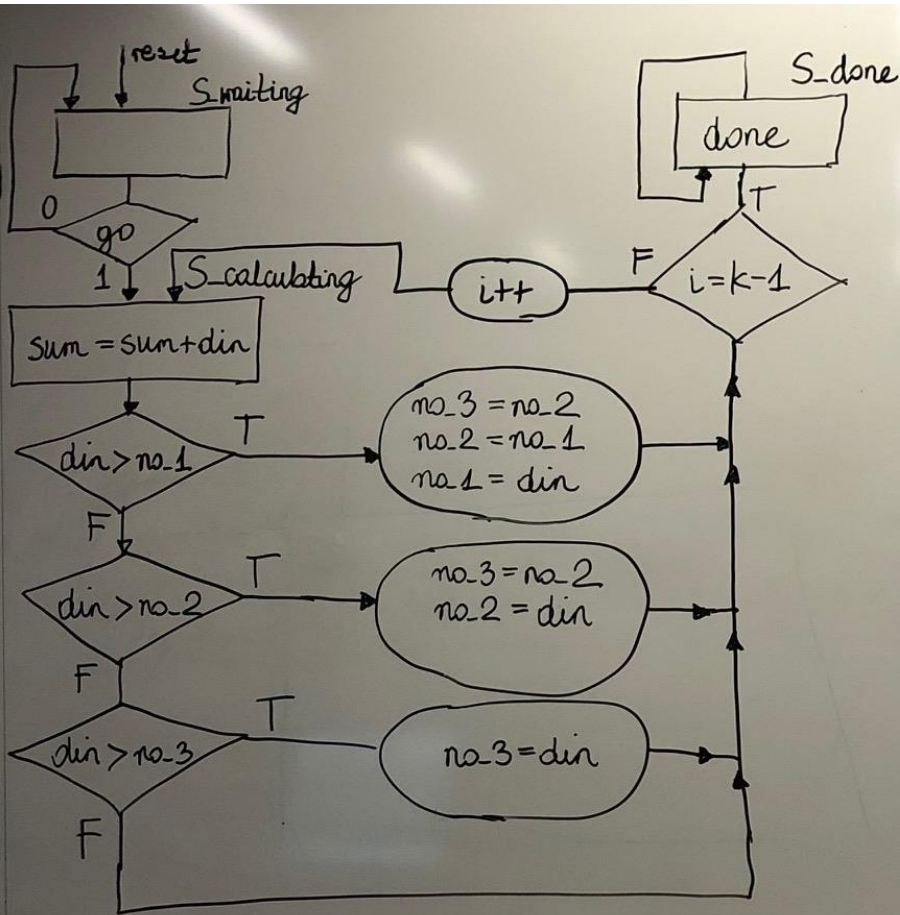 reset
S_waiting
0
go
1
S_calculating
sum = sum+din
din>no_1
T
no_3 = no_2
no_2 = no_1
no_1 = din
F
din>no_2
T
no_3=no_2
no_2 = din
F
din>no_3
T
no_3=din
F
i=k-1
F
i++
T
S_done
done